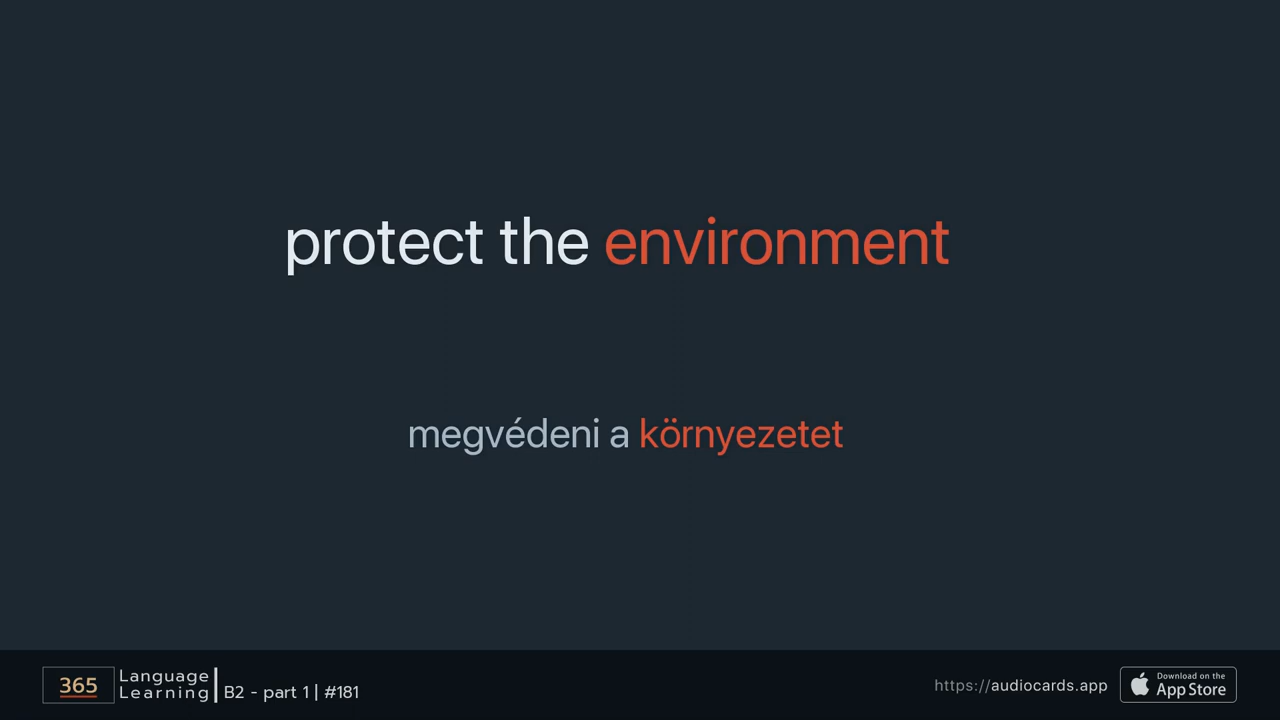 protect the environment
megvédeni a környezetet
365
Language
Learning
B2 - part 1 | #181
https://audiocards.app
Download on the
App Store